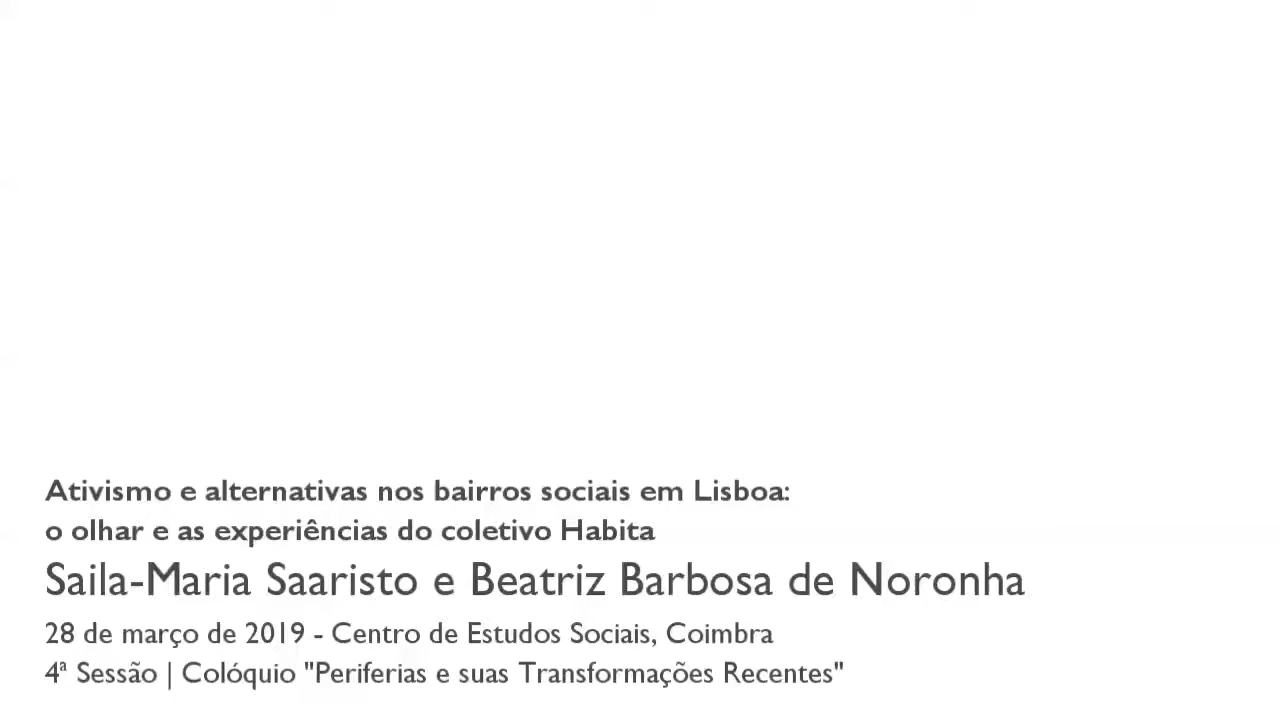 Ativismo e alternativas nos bairros sociais em Lisboa:
o olhar e as experiências do coletivo Habita
Saila-Maria Saaristo e Beatriz Barbosa de Noronha
28 de março de 2019 - Centro de Estudos Sociais, Coimbra
4ª Sessão | Colóquio "Periferias e suas Transformações Recentes"